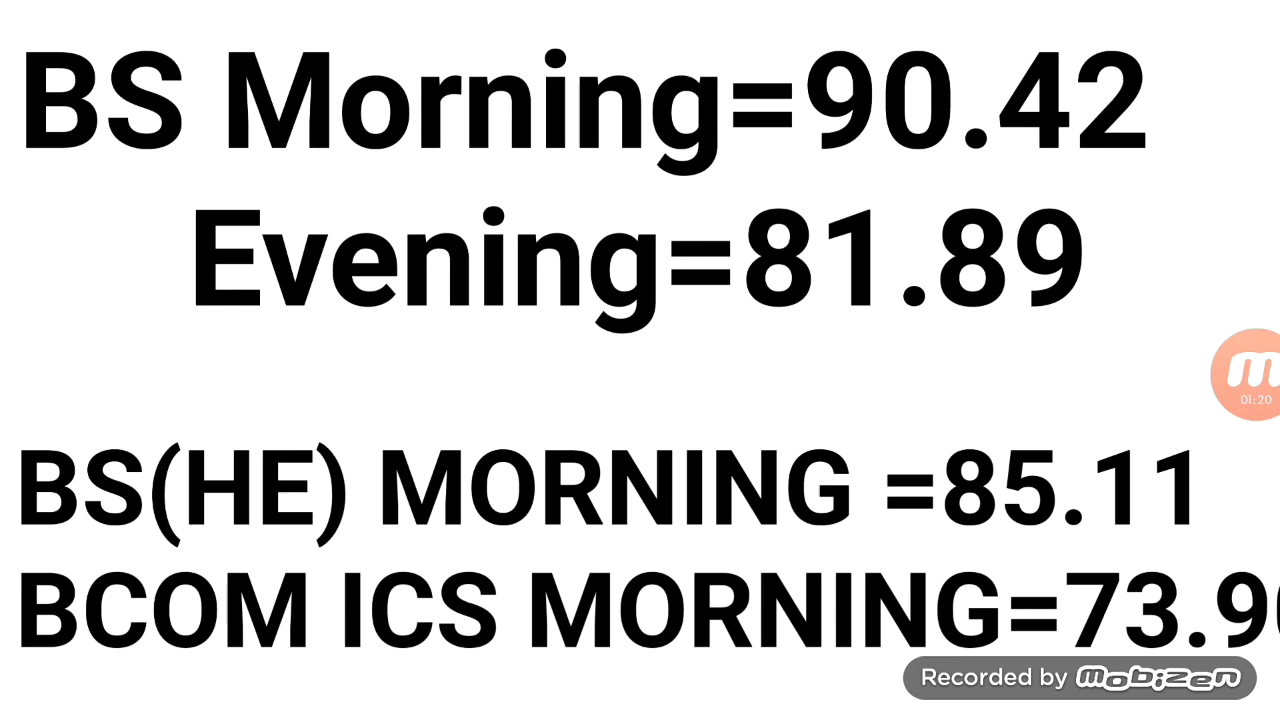 BS Morning=90.42
Evening=81.89
01:20
BS(HE) MORNING =85.11
BCOM ICS MORNING=73.9
Recorded by Mobizen